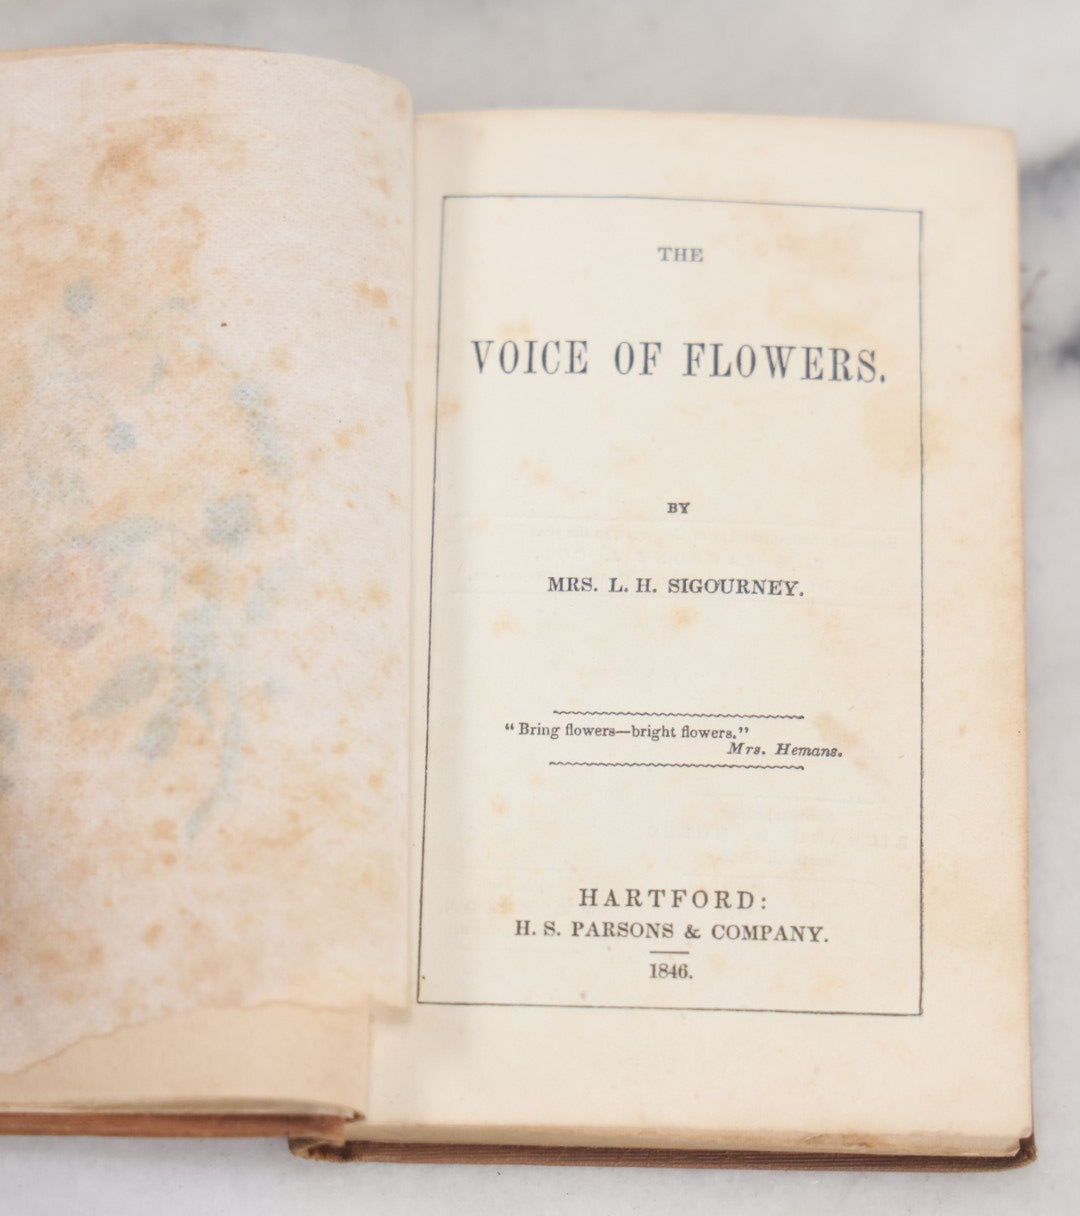 THE
VOICE OF FLOWERS.
BY
MRS. L. H. SIGOURNEY.
“Bring flowers—bright flowers.”
Mrs. Hemans.
HARTFORD:
H. S. PARSONS & COMPANY.
1846.